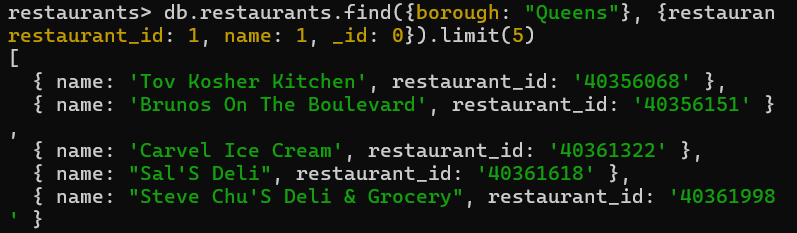 restaurants> db.restaurants.find({borough: "Queens"}, {restauran
restaurant_id: 1, name: 1, _id: 0}).limit(5)
[
  { name: 'Tov Kosher Kitchen', restaurant_id: '40356068' },
  { name: 'Brunos On The Boulevard', restaurant_id: '40356151' }
,
  { name: 'Carvel Ice Cream', restaurant_id: '40361322' },
  { name: "Sal'S Deli", restaurant_id: '40361618' },
  { name: "Steve Chu'S Deli & Grocery", restaurant_id: '40361998
' }